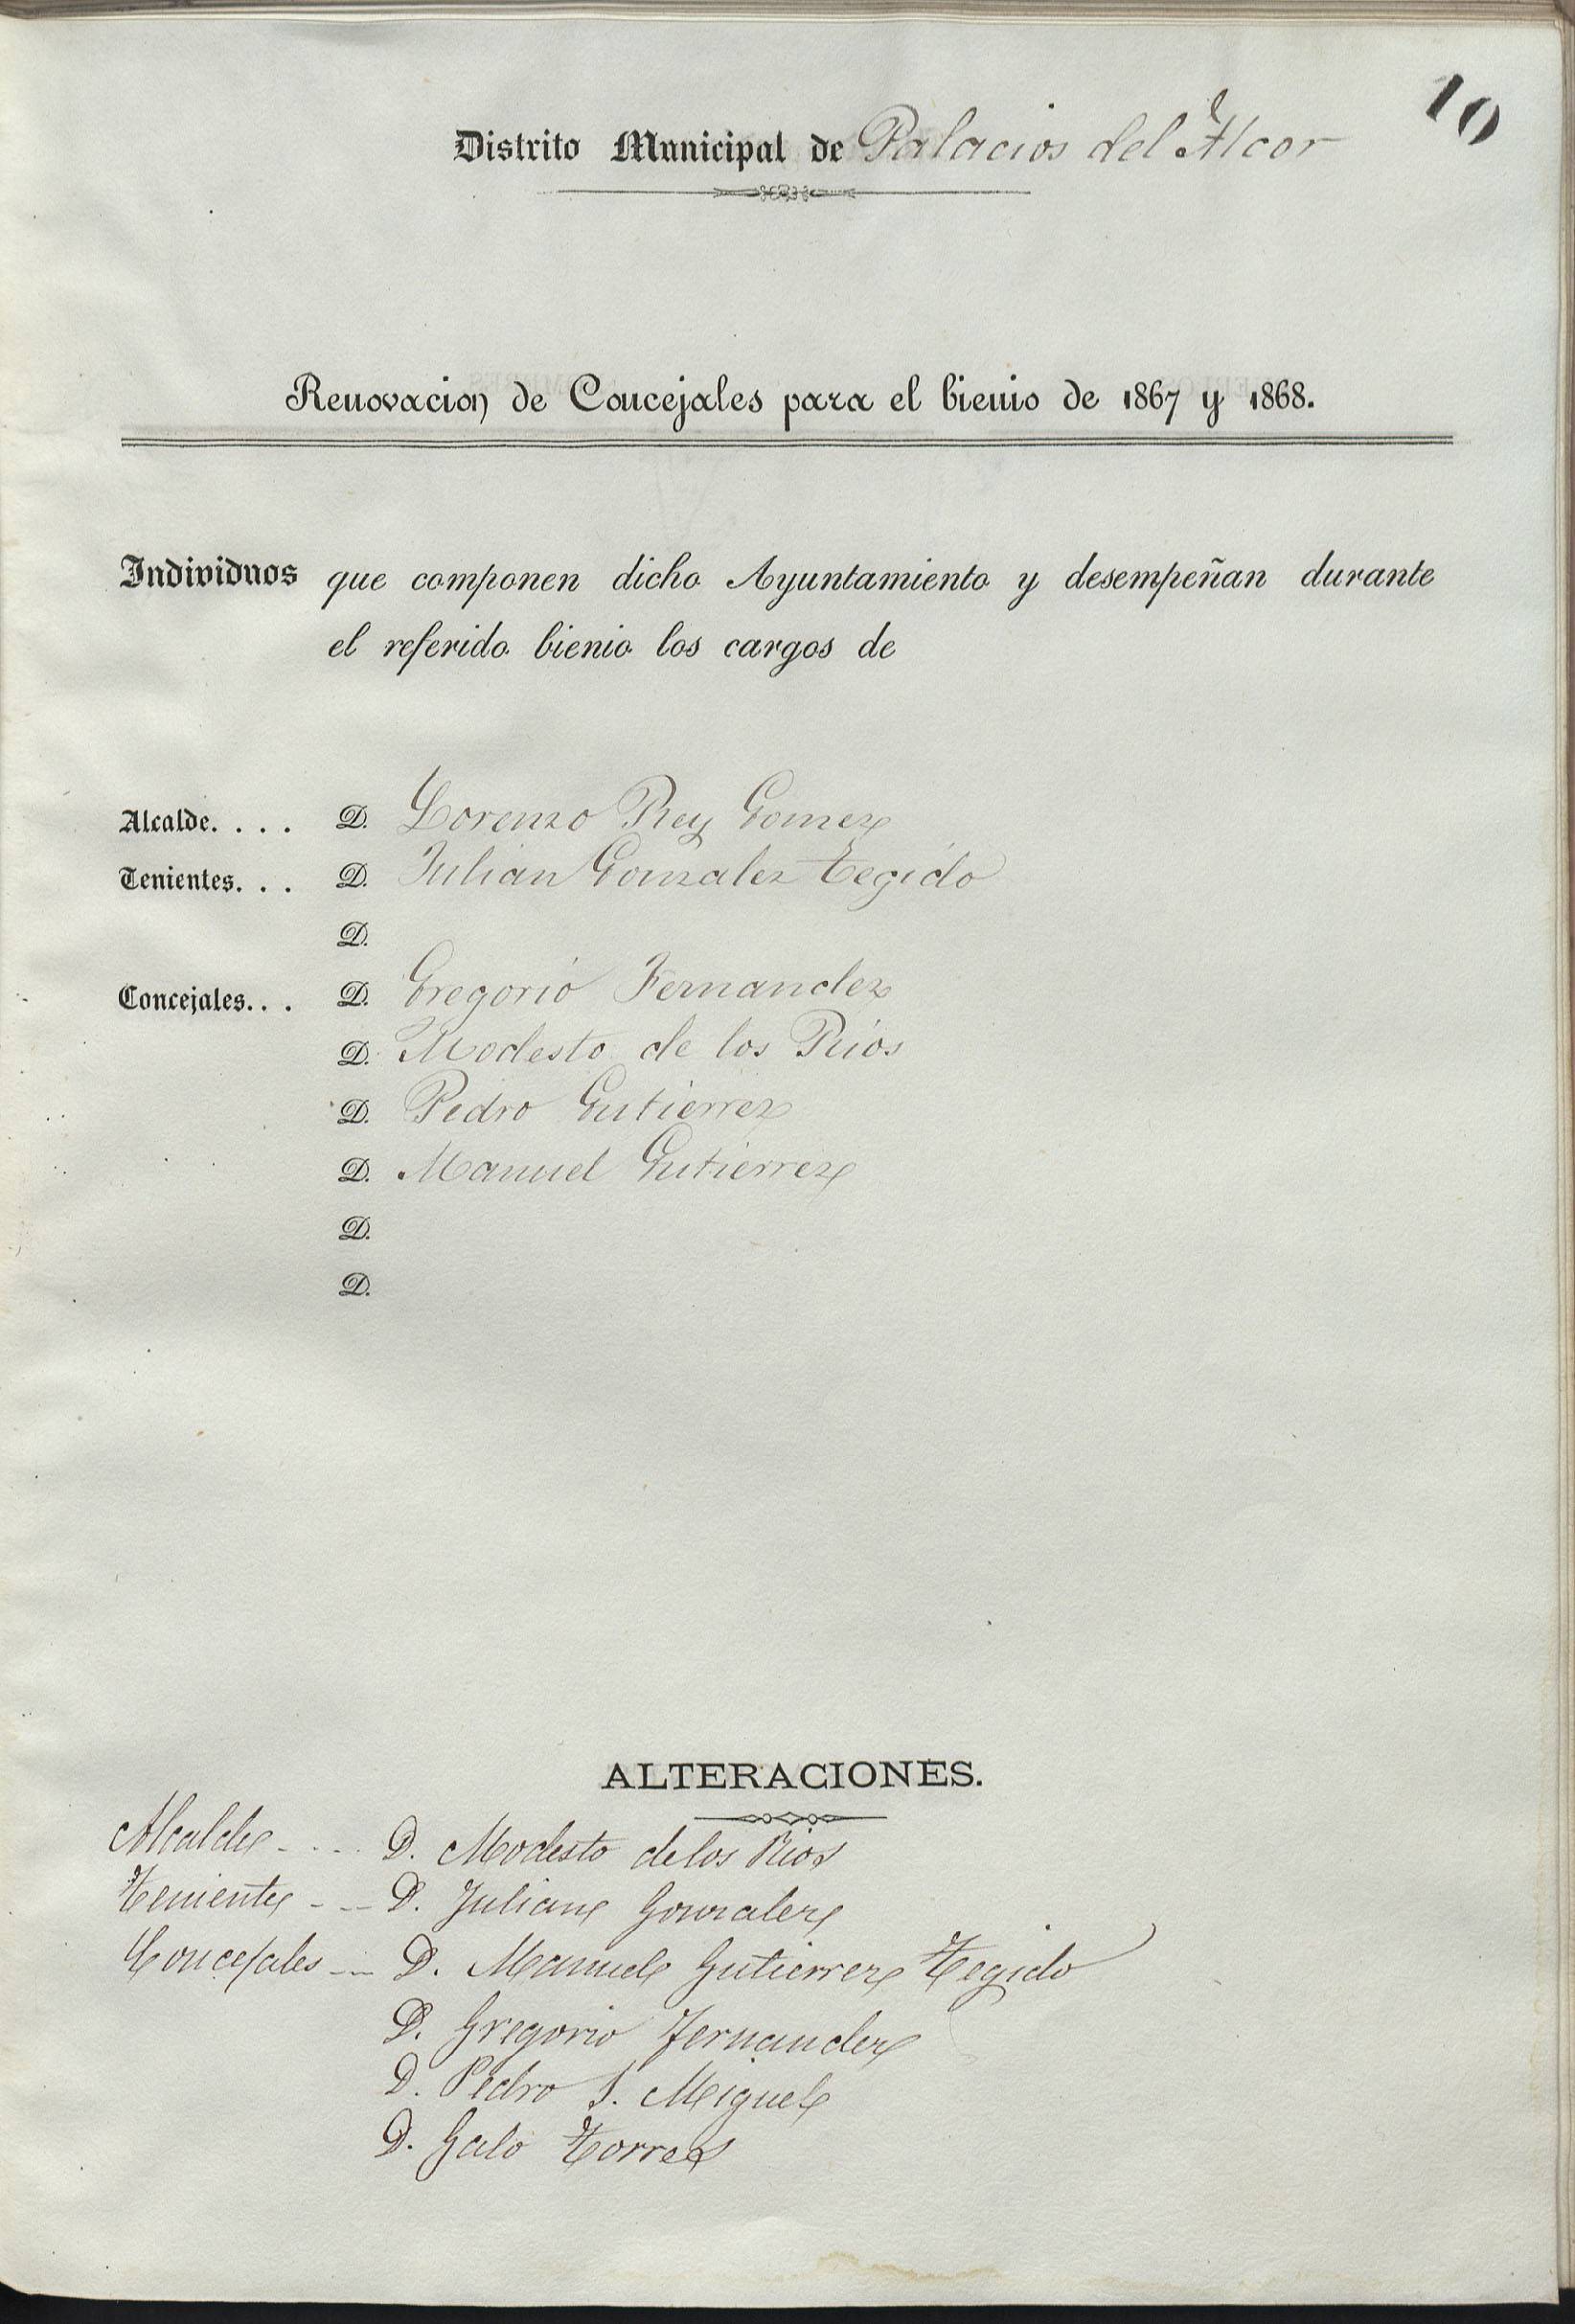 10
Distrito Municipal de Palacios del Alcor
Renovacion de Concejales para el bienio de 1867 y 1868.
Individuos que componen dicho Ayuntamiento y desempeñan durante
el referido bienio los cargos de
Alcalde. . . . D. Lorenzo Rey Gomez
Tenientes. . . D. Julian Gonzalez Tegido
D.
Concejales. . . D. Gregorio Fernandez
D. Modesto de los Rios
D. Pedro Gutierrez
D. Manuel Gutierrez
D.
D.
ALTERACIONES.
Alcalde - - - - D. Modesto de los Rios
Teniente - - - D. Julian Gonzalez
Concejales - - D. Manuel Gutierrez Tegido
D. Gregorio Fernandez
D. Pedro S. Miguel
D. Galo Torres